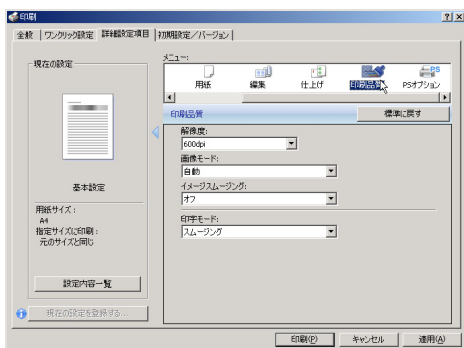 印刷
? ×
全般
ワンクリック設定
詳細設定項目
初期設定／バージョン
現在の設定
基本設定
用紙サイズ：
A4
指定サイズに印刷：
元のサイズと同じ
設定内容一覧
現在の設定を登録する...
メニュー：
用紙
編集
仕上げ
印刷品質
PS
PSオプション
印刷品質
標準に戻す
解像度：
600dpi
画像モード：
自動
イメージスムージング：
オフ
印字モード：
スムージング
印刷(P)
キャンセル
適用(A)